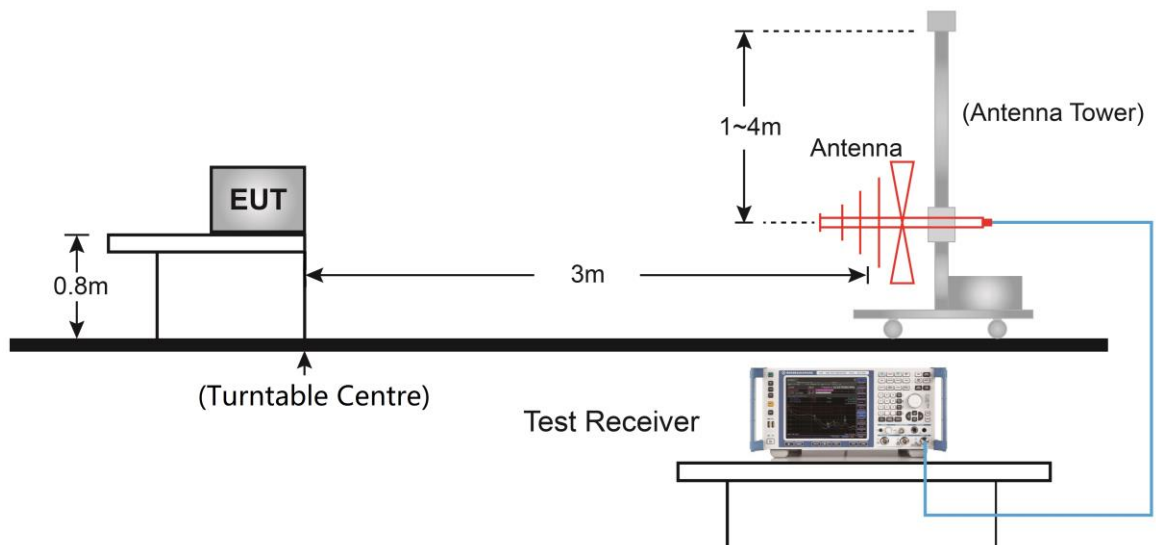 1~4m
(Antenna Tower)
Antenna
EUT
0.8m
3m
(Turntable Centre)
Test Receiver